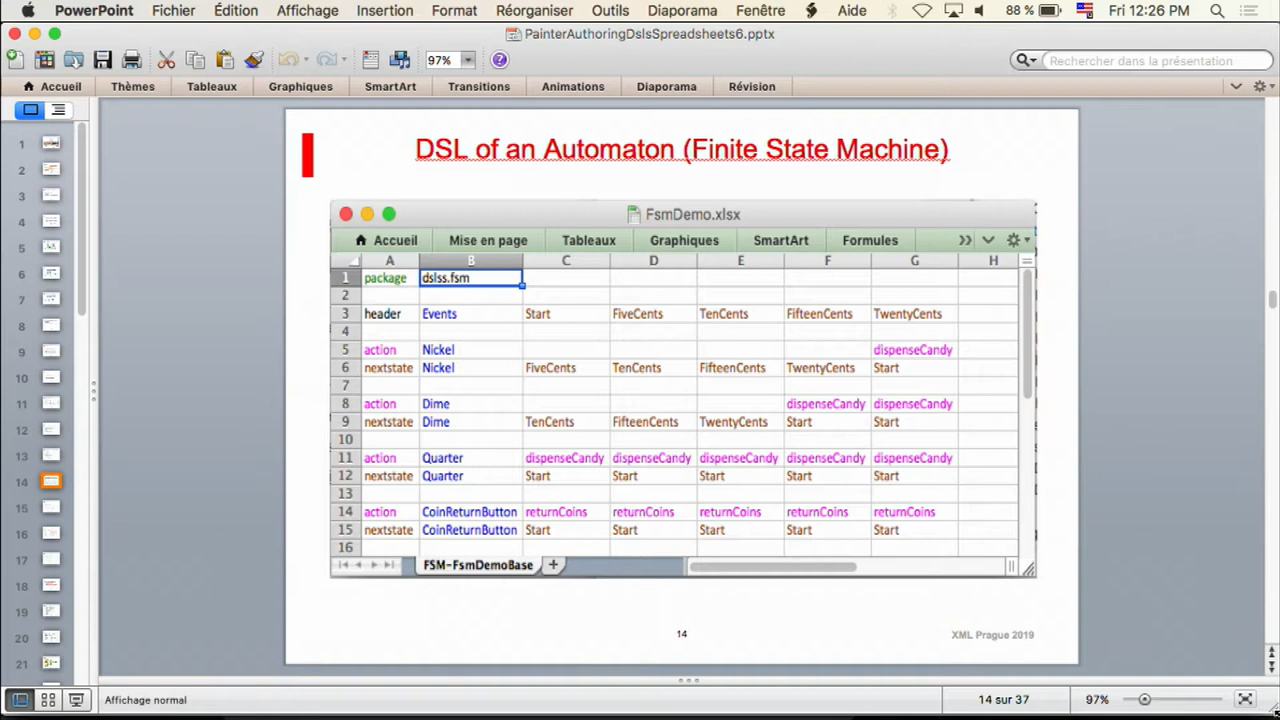 PowerPoint Fichier Édition Affichage Insertion Format Réorganiser Outils Diaporama Fenêtre Aide 88 % Fri 12:26 PM
PainterAuthoringDslsSpreadsheets6.pptx
97% Rechercher dans la présentation
Accueil Thèmes Tableaux Graphiques SmartArt Transitions Animations Diaporama Révision
1
2
3
4
5
6
7
8
9
10
11
12
13
14
15
16
17
18
19
20
21
DSL of an Automaton (Finite State Machine)
FsmDemo.xlsx
Accueil Mise en page Tableaux Graphiques SmartArt Formules
A B C D E F G H
1 package dslss.fsm
2
3 header Events Start FiveCents TenCents FifteenCents TwentyCents
4
5 action Nickel dispenseCandy
6 nextstate Nickel FiveCents TenCents FifteenCents TwentyCents Start
7
8 action Dime dispenseCandy dispenseCandy
9 nextstate Dime TenCents FifteenCents TwentyCents Start Start
10
11 action Quarter dispenseCandy dispenseCandy dispenseCandy dispenseCandy dispenseCandy
12 nextstate Quarter Start Start Start Start Start
13
14 action CoinReturnButton returnCoins returnCoins returnCoins returnCoins returnCoins
15 nextstate CoinReturnButton Start Start Start Start Start
16
FSM-FsmDemoBase
14 XML Prague 2019
Affichage normal 14 sur 37 97%